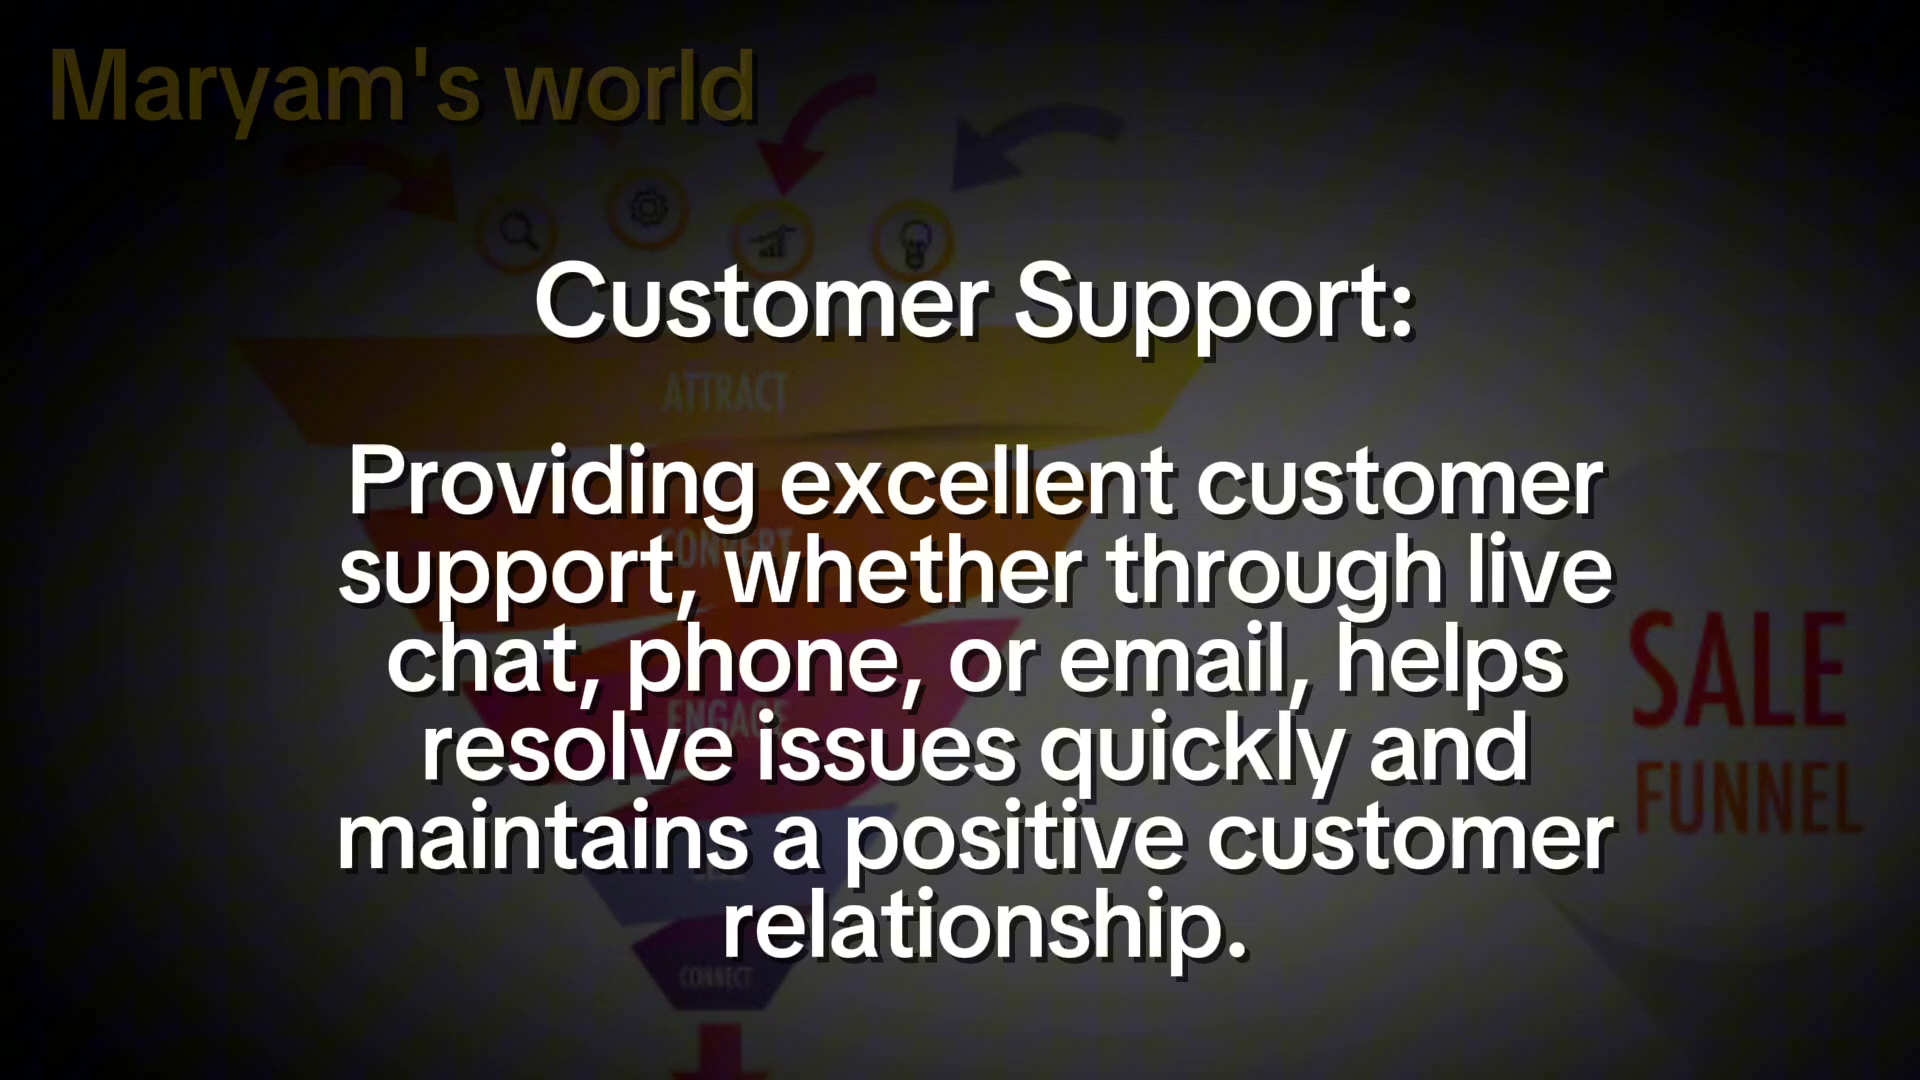 Maryam's world
Customer Support:
ATTRACT
Providing excellent customer
support, whether through live
CONVERT
chat, phone, or email, helps
resolve issues quickly and
ENGAGE
maintains a positive customer
relationship.
CONNECT
SALE
FUNNEL